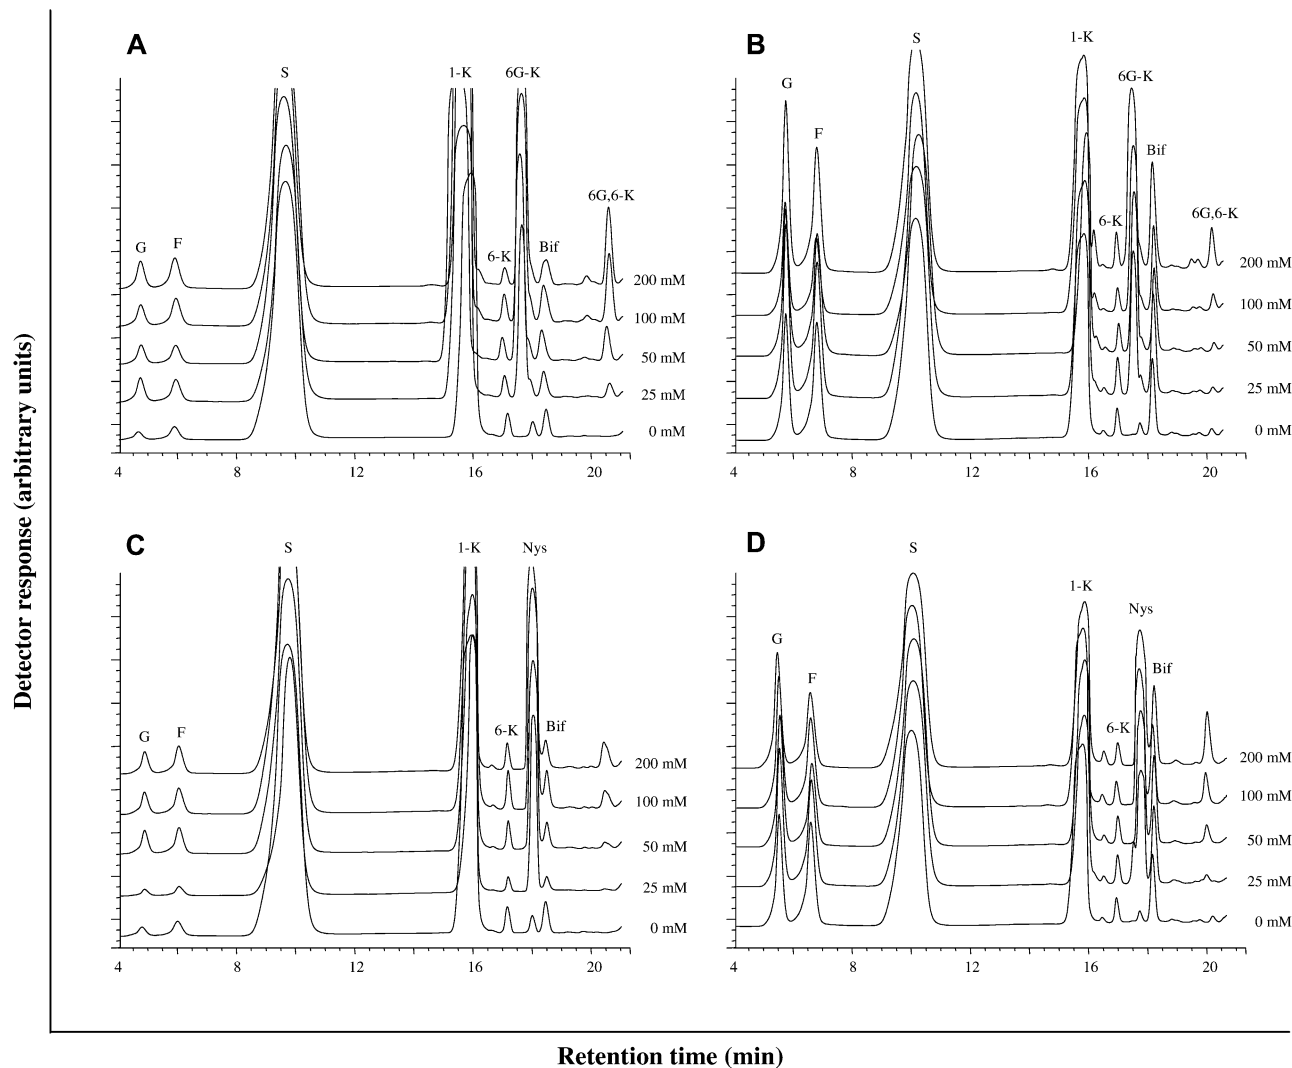 Detector response (arbitrary units)
A
S
1-K
6G-K
6G,6-K
G
F
6-K
Bif
200 mM
100 mM
50 mM
25 mM
0 mM
4 8 12 16 20
B
S
1-K
6G-K
G
F
Bif
6-K
6G,6-K
200 mM
100 mM
50 mM
25 mM
0 mM
4 8 12 16 20
C
S
1-K
Nys
G
F
6-K
Bif
200 mM
100 mM
50 mM
25 mM
0 mM
4 8 12 16 20
D
S
1-K
Nys
G
F
Bif
6-K
200 mM
100 mM
50 mM
25 mM
0 mM
4 8 12 16 20
Retention time (min)